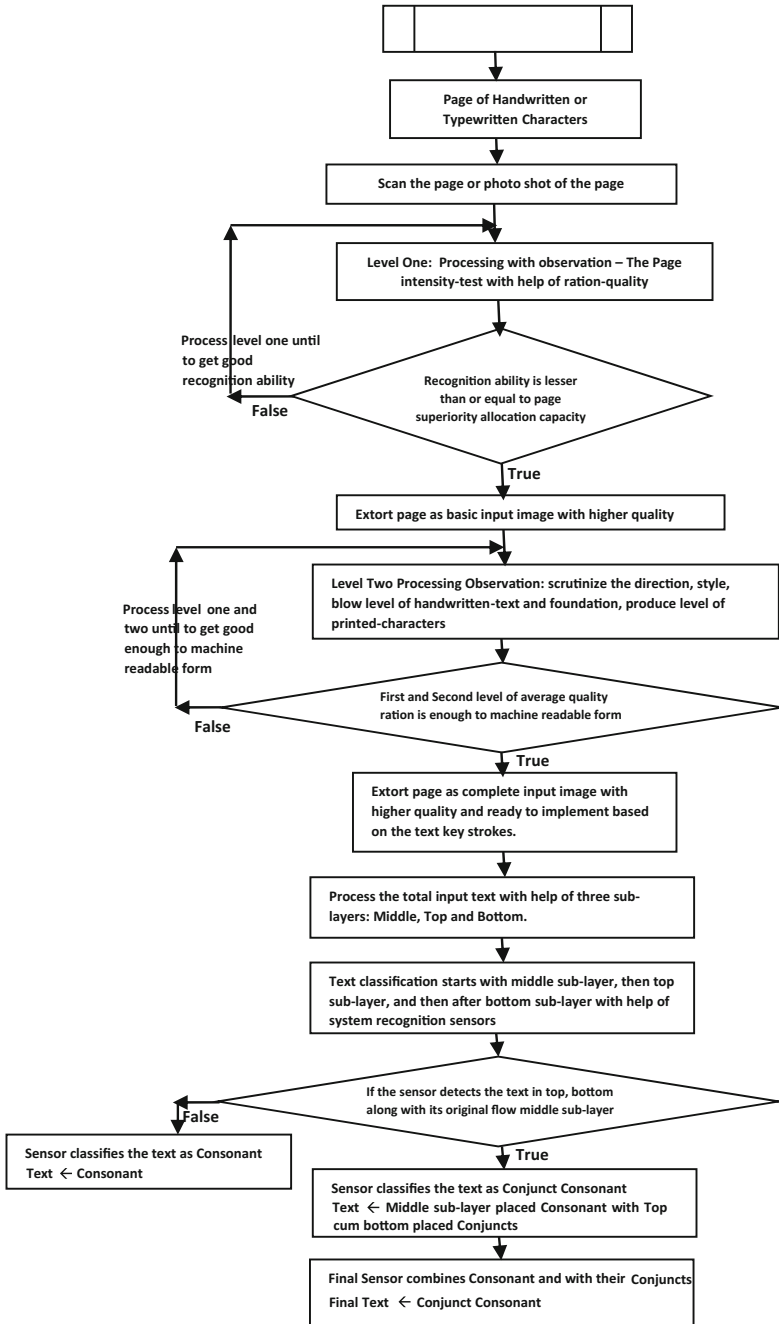 Page of Handwritten or
Typewritten Characters
Scan the page or photo shot of the page
Level One:  Processing with observation – The Page
intensity-test with help of ration-quality
Process level one until
to get good
recognition ability
Recognition ability is lesser
than or equal to page
superiority allocation capacity
False
True
Extort page as basic input image with higher quality
Level Two Processing Observation: scrutinize the direction, style,
blow level of handwritten-text and foundation, produce level of
printed-characters
Process level one and
two until to get good
enough to machine
readable form
First and Second level of average quality
ration is enough to machine readable form
False
True
Extort page as complete input image with
higher quality and ready to implement based
on the text key strokes.
Process the total input text with help of three sub-
layers: Middle, Top and Bottom.
Text classification starts with middle sub-layer, then top
sub-layer, and then after bottom sub-layer with help of
system recognition sensors
If the sensor detects the text in top, bottom
along with its original flow middle sub-layer
False
Sensor classifies the text as Consonant
Text ← Consonant
True
Sensor classifies the text as Conjunct Consonant
Text ← Middle sub-layer placed Consonant with Top
cum bottom placed Conjuncts
Final Sensor combines Consonant and with their Conjuncts
Final Text ← Conjunct Consonant